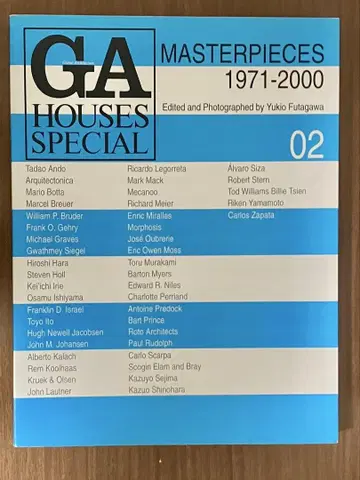 GA
HOUSES
SPECIAL
MASTERPIECES
1971-2000
Edited and Photographed by Yukio Futagawa
02
Tadao Ando
Arquitectonica
Mario Botta
Marcel Breuer
William P. Bruder
Frank O. Gehry
Michael Graves
Gwathmey Siegel
Hiroshi Hara
Steven Holl
Kei'ichi Irie
Osamu Ishiyama
Franklin D. Israel
Toyo Ito
Hugh Newell Jacobsen
John M. Johansen
Alberto Kalach
Rem Koolhaas
Kruek & Olsen
John Lautner
Ricardo Legorreta
Mark Mack
Mecanoo
Richard Meier
Enric Miralles
Morphosis
José Oubrerie
Eric Owen Moss
Toru Murakami
Barton Myers
Edward R. Niles
Charlotte Perriand
Antoine Predock
Bart Prince
Roto Architects
Paul Rudolph
Carlo Scarpa
Scogin Elam and Bray
Kazuyo Sejima
Kazuo Shinohara
Álvaro Siza
Robert Stern
Tod Williams Billie Tsien
Riken Yamamoto
Carlos Zapata